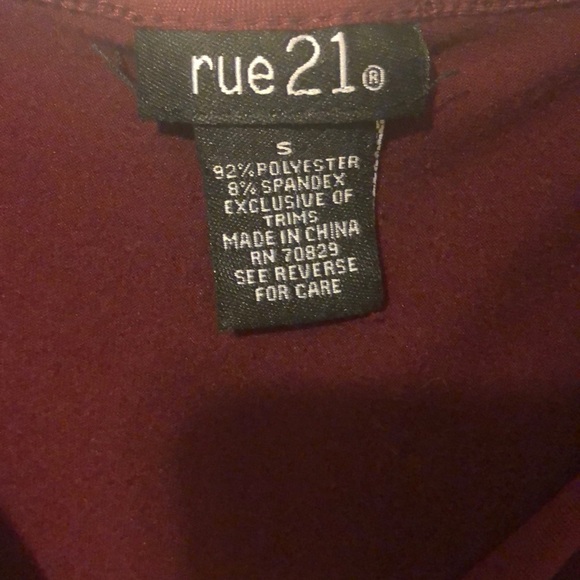 rue21®
S
92% POLYESTER
8% SPANDEX
EXCLUSIVE OF
TRIMS
MADE IN CHINA
RN 70829
SEE REVERSE
FOR CARE